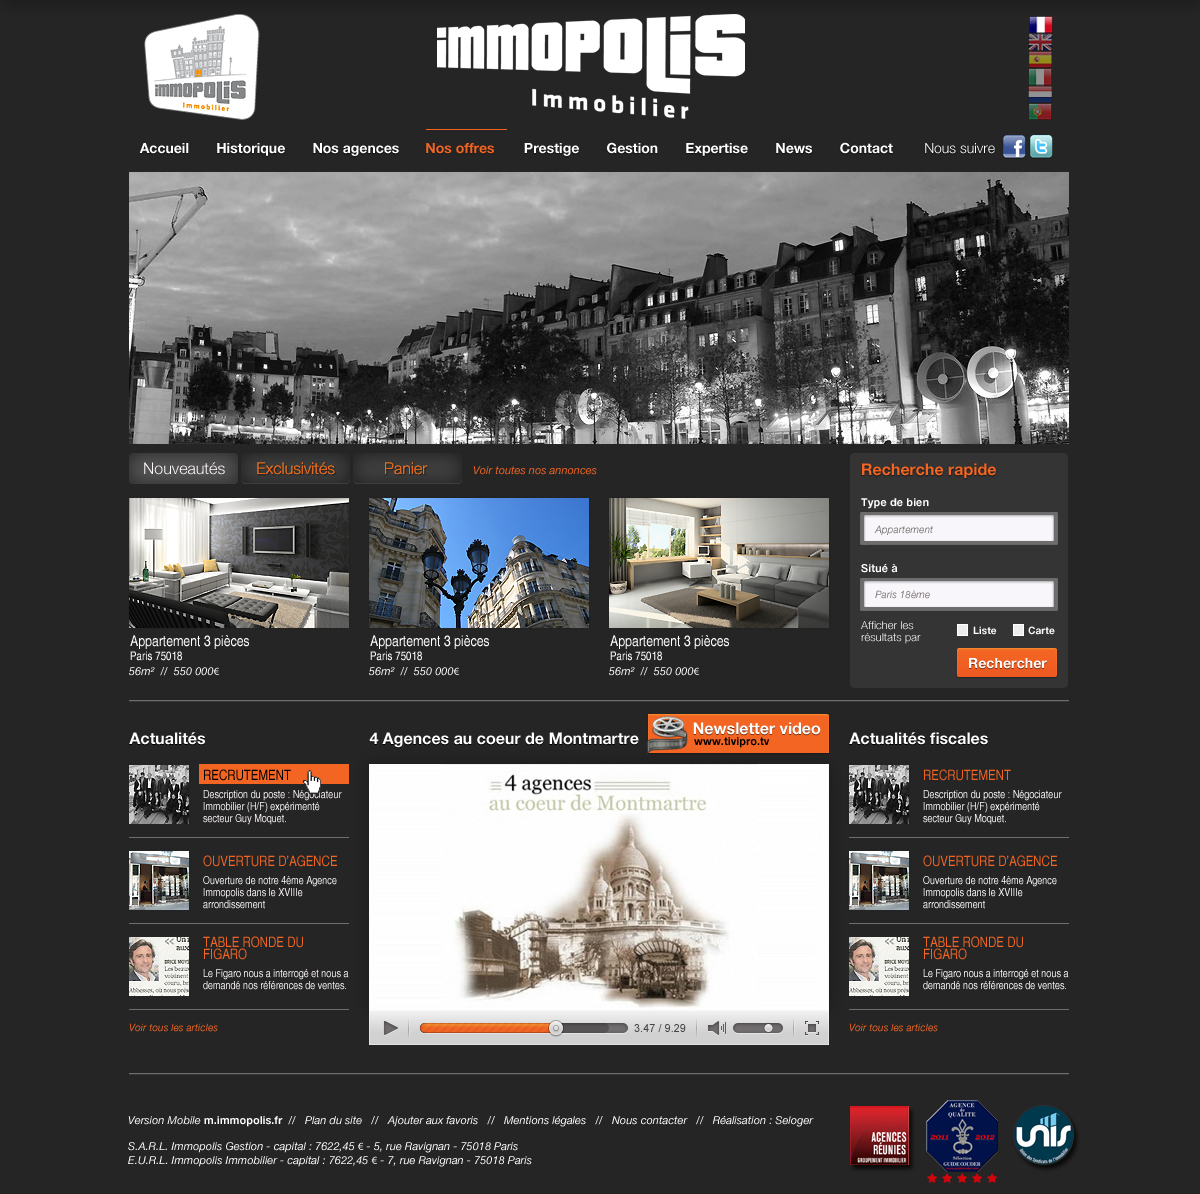 immopolis
Immobilier
immopolis
Immobilier
Accueil Historique Nos agences Nos offres Prestige Gestion Expertise News Contact Nous suivre
Nouveautés Exclusivités Panier Voir toutes nos annonces
Appartement 3 pièces
Paris 75018
56m² // 550 000€
Appartement 3 pièces
Paris 75018
56m² // 550 000€
Appartement 3 pièces
Paris 75018
56m² // 550 000€
Recherche rapide
Type de bien
Appartement
Situé à
Paris 18ème
Afficher les
résultats par
Liste Carte
Rechercher
Actualités
RECRUTEMENT
Description du poste : Négociateur
Immobilier (H/F) expérimenté
secteur Guy Moquet.
OUVERTURE D'AGENCE
Ouverture de notre 4ème Agence
Immopolis dans le XVIIIe
arrondissement
TABLE RONDE DU
FIGARO
Le Figaro nous a interrogé et nous a
demandé nos références de ventes.
Voir tous les articles
4 Agences au coeur de Montmartre
Newsletter video
www.tivipro.tv
4 agences
au coeur de Montmartre
3.47 / 9.29
Actualités fiscales
RECRUTEMENT
Description du poste : Négociateur
Immobilier (H/F) expérimenté
secteur Guy Moquet.
OUVERTURE D'AGENCE
Ouverture de notre 4ème Agence
Immopolis dans le XVIIIe
arrondissement
TABLE RONDE DU
FIGARO
Le Figaro nous a interrogé et nous a
demandé nos références de ventes.
Voir tous les articles
Version Mobile m.immopolis.fr // Plan du site // Ajouter aux favoris // Mentions légales // Nous contacter // Réalisation : Seloger
S.A.R.L. Immopolis Gestion - capital : 7622,45 € - 5, rue Ravignan - 75018 Paris
E.U.R.L. Immopolis Immobilier - capital : 7622,45 € - 7, rue Ravignan - 75018 Paris
AGENCES
RÉUNIES
GROUPEMENT IMMOBILIER
AGENCE
de
QUALITÉ
2011 2012
Sélection
GUIDE COUDER
unis